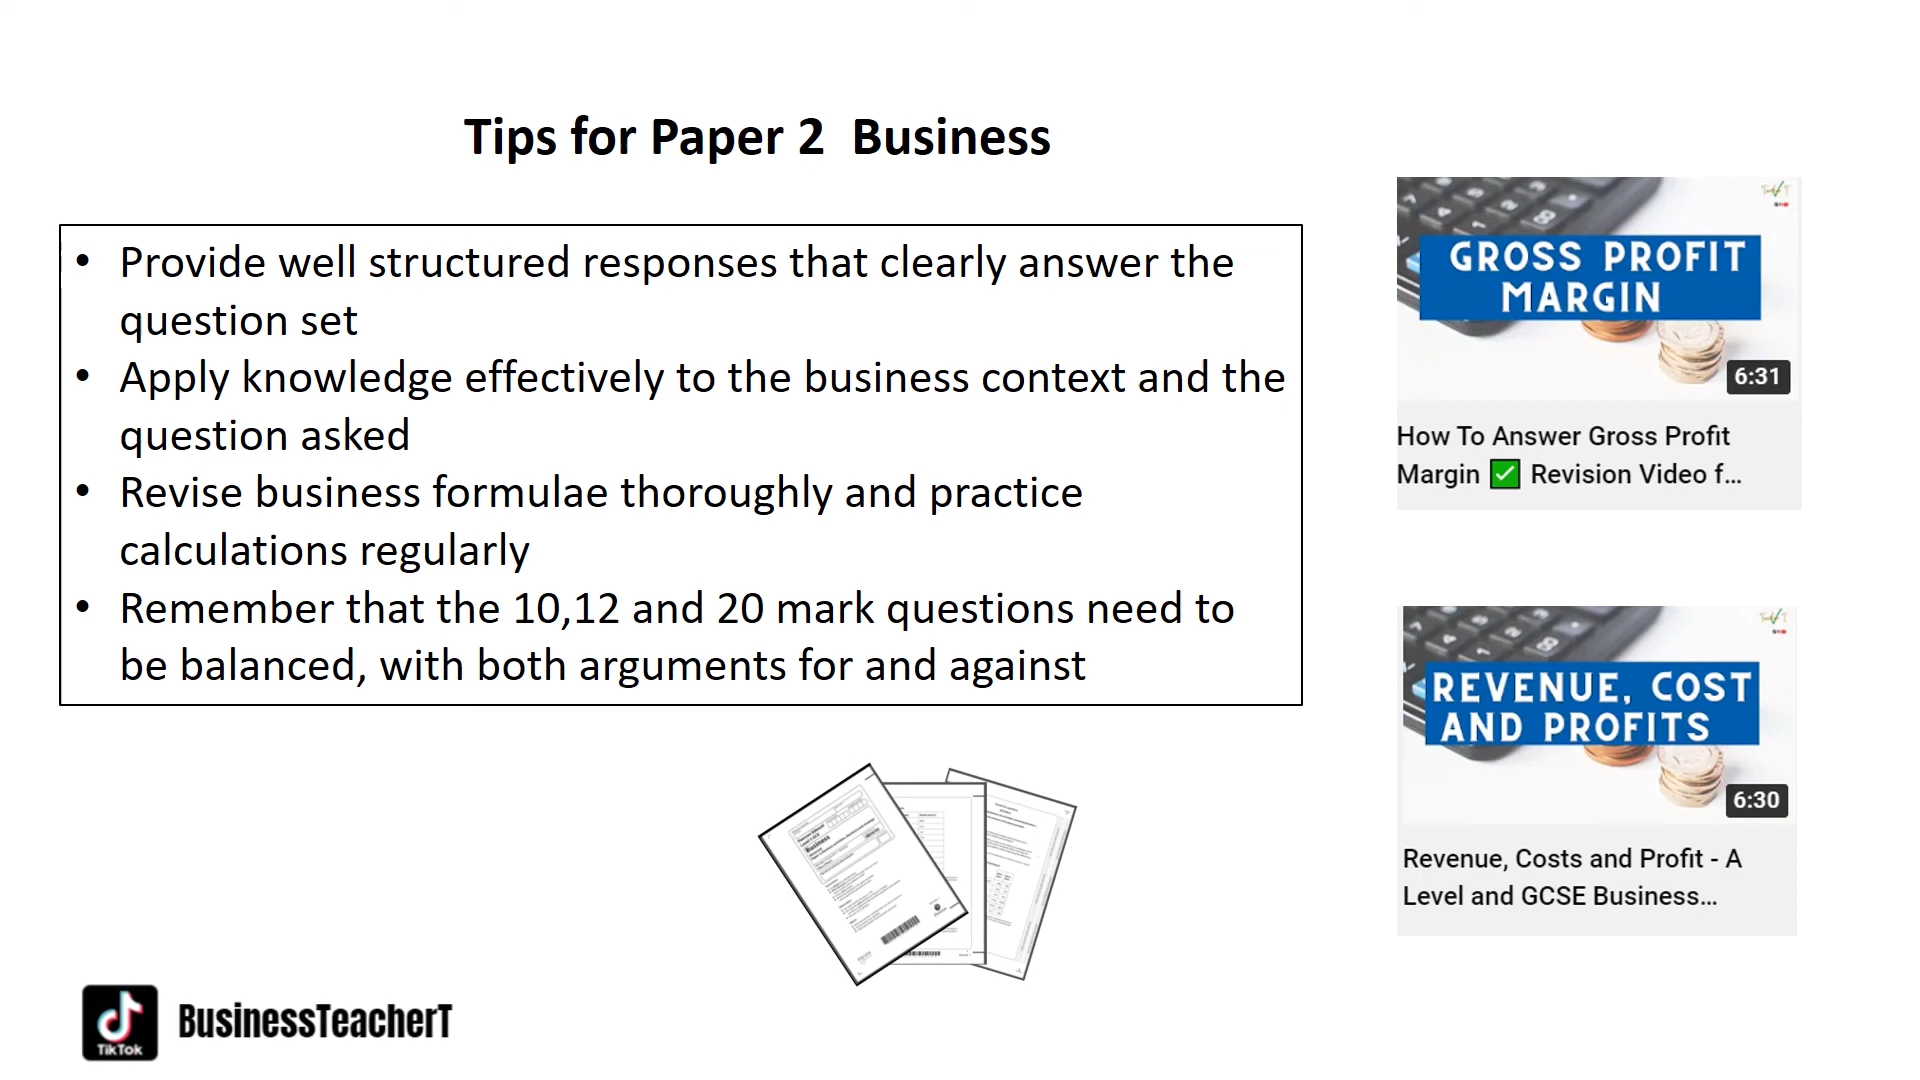 Tips for Paper 2  Business
• Provide well structured responses that clearly answer the
question set
• Apply knowledge effectively to the business context and the
question asked
• Revise business formulae thoroughly and practice
calculations regularly
• Remember that the 10,12 and 20 mark questions need to
be balanced, with both arguments for and against
GROSS PROFIT
MARGIN
6:31
How To Answer Gross Profit
Margin ✅ Revision Video f...
REVENUE, COST
AND PROFITS
6:30
Revenue, Costs and Profit - A
Level and GCSE Business...
Business
TikTok
BusinessTeacherT